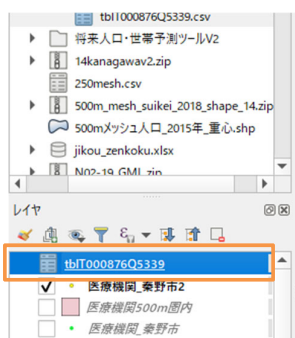 tblT000876Q5339.csv
将来人口・世帯予測ツールV2
14kanagawav2.zip
250mesh.csv
500m_mesh_suikei_2018_shape_14.zip
500mメッシュ人口_2015年_重心.shp
jikou_zenkoku.xlsx
N02-19_GML.zip
レイヤ
tblT000876Q5339
医療機関_秦野市2
医療機関500m圏内
医療機関_秦野市